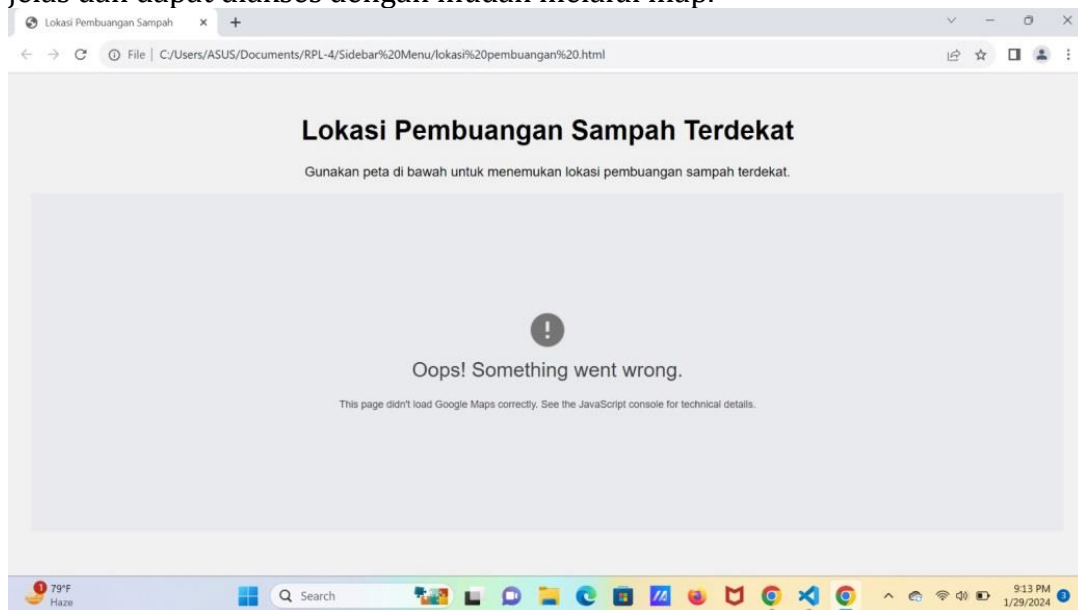 jelas dan dapat diakses dengan mudah melalui map.
Lokasi Pembuangan Sampah
File | C:/Users/ASUS/Documents/RPL-4/Sidebar%20Menu/lokasi%20pembuangan%20.html
Lokasi Pembuangan Sampah Terdekat
Gunakan peta di bawah untuk menemukan lokasi pembuangan sampah terdekat.
Oops! Something went wrong.
This page didn't load Google Maps correctly. See the JavaScript console for technical details.
1
79°F
Haze
Search
9:13 PM
1/29/2024